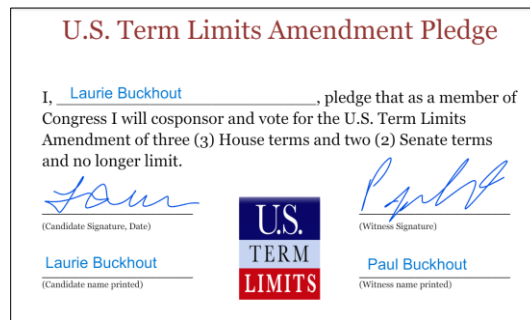 U.S. Term Limits Amendment Pledge
I, Laurie Buckhout, pledge that as a member of
Congress I will cosponsor and vote for the U.S. Term Limits
Amendment of three (3) House terms and two (2) Senate terms
and no longer limit.
(Candidate Signature, Date)
(Witness Signature)
U.S.
TERM
LIMITS
Laurie Buckhout
Paul Buckhout
(Candidate name printed)
(Witness name printed)